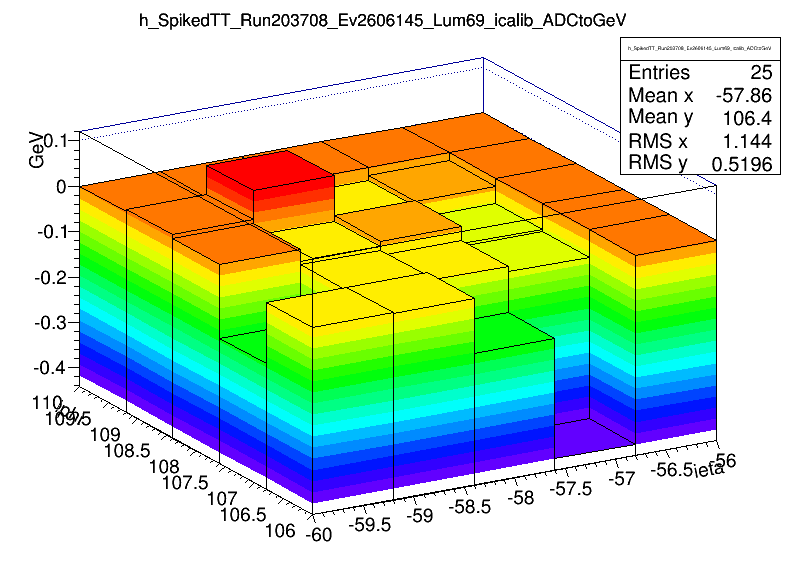 h_SpikedTT_Run203708_Ev2606145_Lum69_icalib_ADCtoGeV
h_SpikedTT_Run203708_Ev2606145_Lum69_icalib_ADCtoGeV
Entries 25
Mean x -57.86
Mean y 106.4
RMS x 1.144
RMS y 0.5196
GeV
0.1
0
-0.1
-0.2
-0.3
-0.4
110
109.5
109
108.5
108
107.5
107
106.5
106
-60
-59.5
-59
-58.5
-58
-57.5
-57
-56.5
-56
ieta